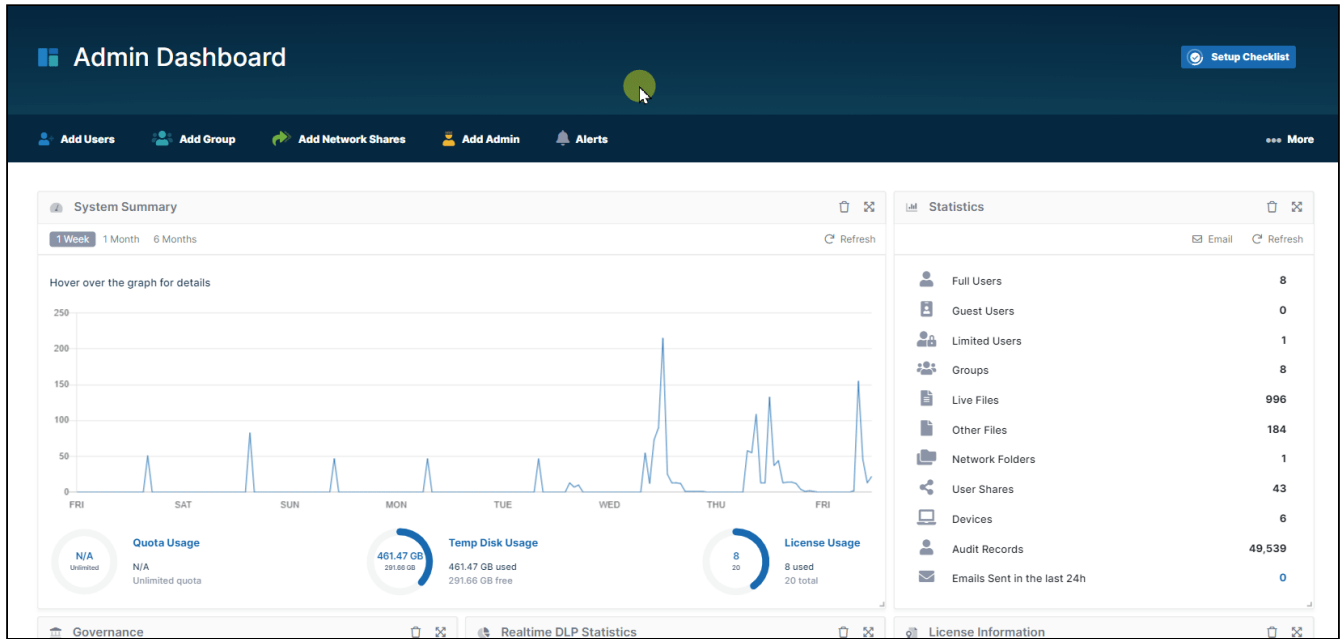 Admin Dashboard
Setup Checklist
Add Users
Add Group
Add Network Shares
Add Admin
Alerts
More
System Summary
1 Week
1 Month
6 Months
Refresh
Hover over the graph for details
250
200
150
100
50
0
FRI
SAT
SUN
MON
TUE
WED
THU
FRI
N/A
Unlimited
Quota Usage
N/A
Unlimited quota
461.47 GB
291.66 GB
Temp Disk Usage
461.47 GB used
291.66 GB free
8
20
License Usage
8 used
20 total
Statistics
Email
Refresh
Full Users 8
Guest Users 0
Limited Users 1
Groups 8
Live Files 996
Other Files 184
Network Folders 1
User Shares 43
Devices 6
Audit Records 49,539
Emails Sent in the last 24h 0
Governance
Realtime DLP Statistics
License Information